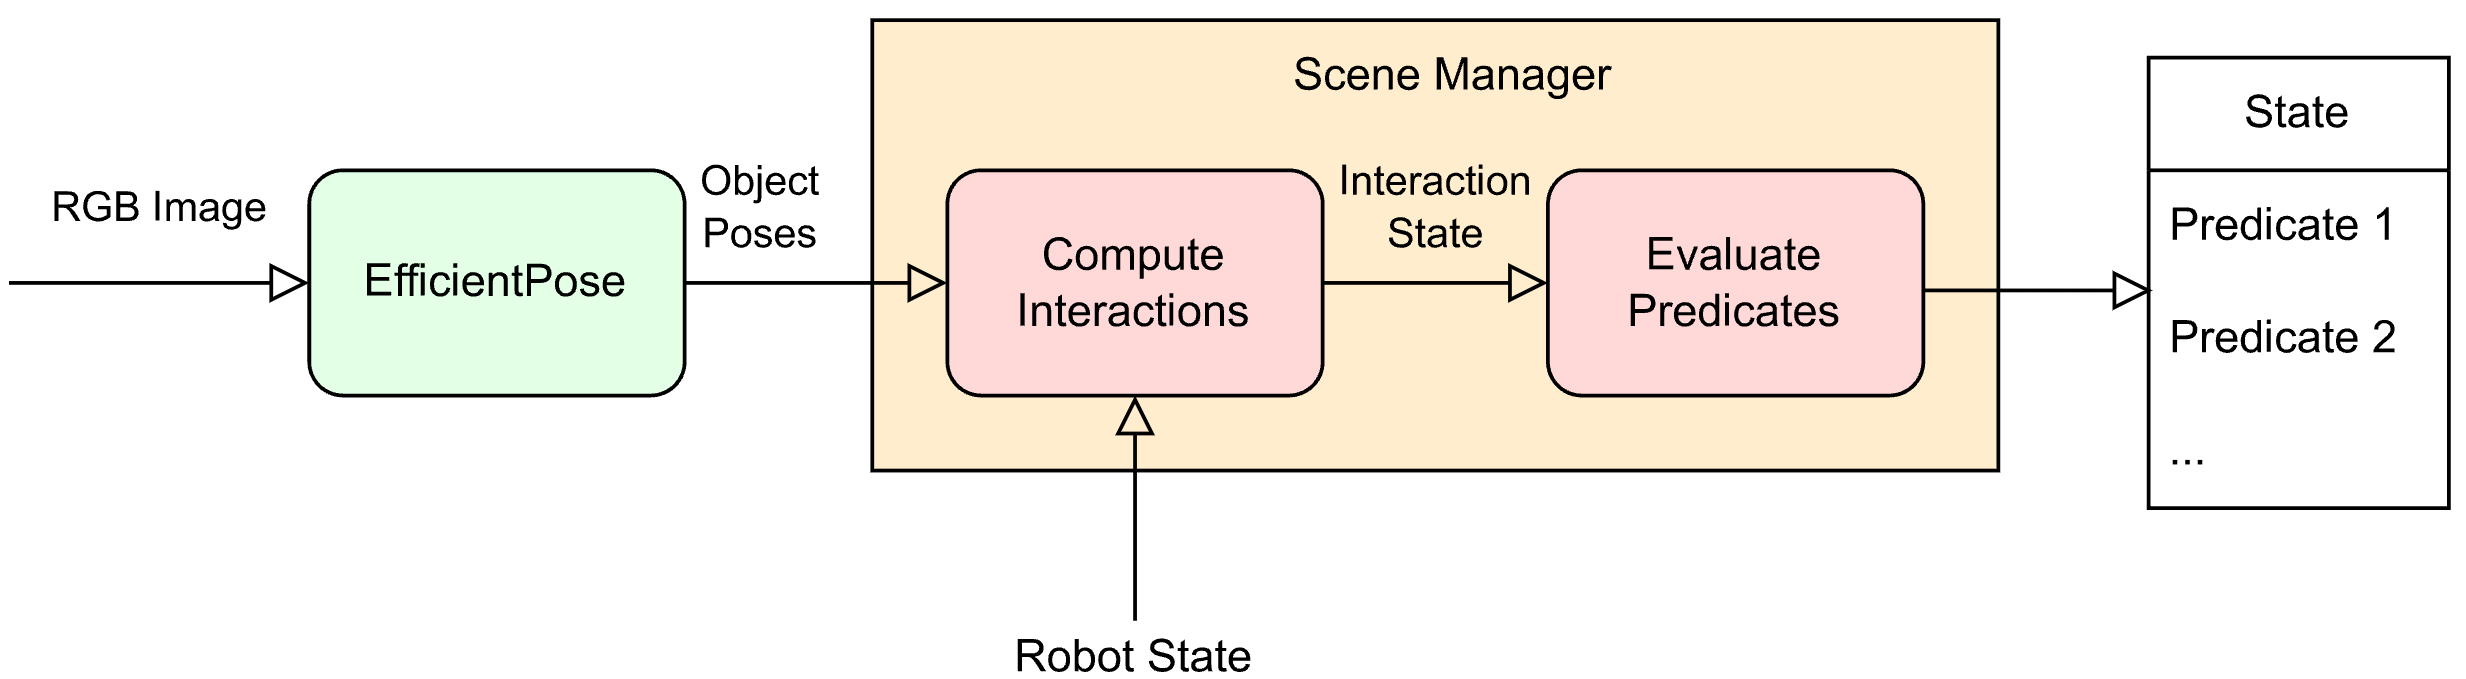 Scene Manager
RGB Image
EfficientPose
Object
Poses
Compute
Interactions
Interaction
State
Evaluate
Predicates
State
Predicate 1
Predicate 2
...
Robot State